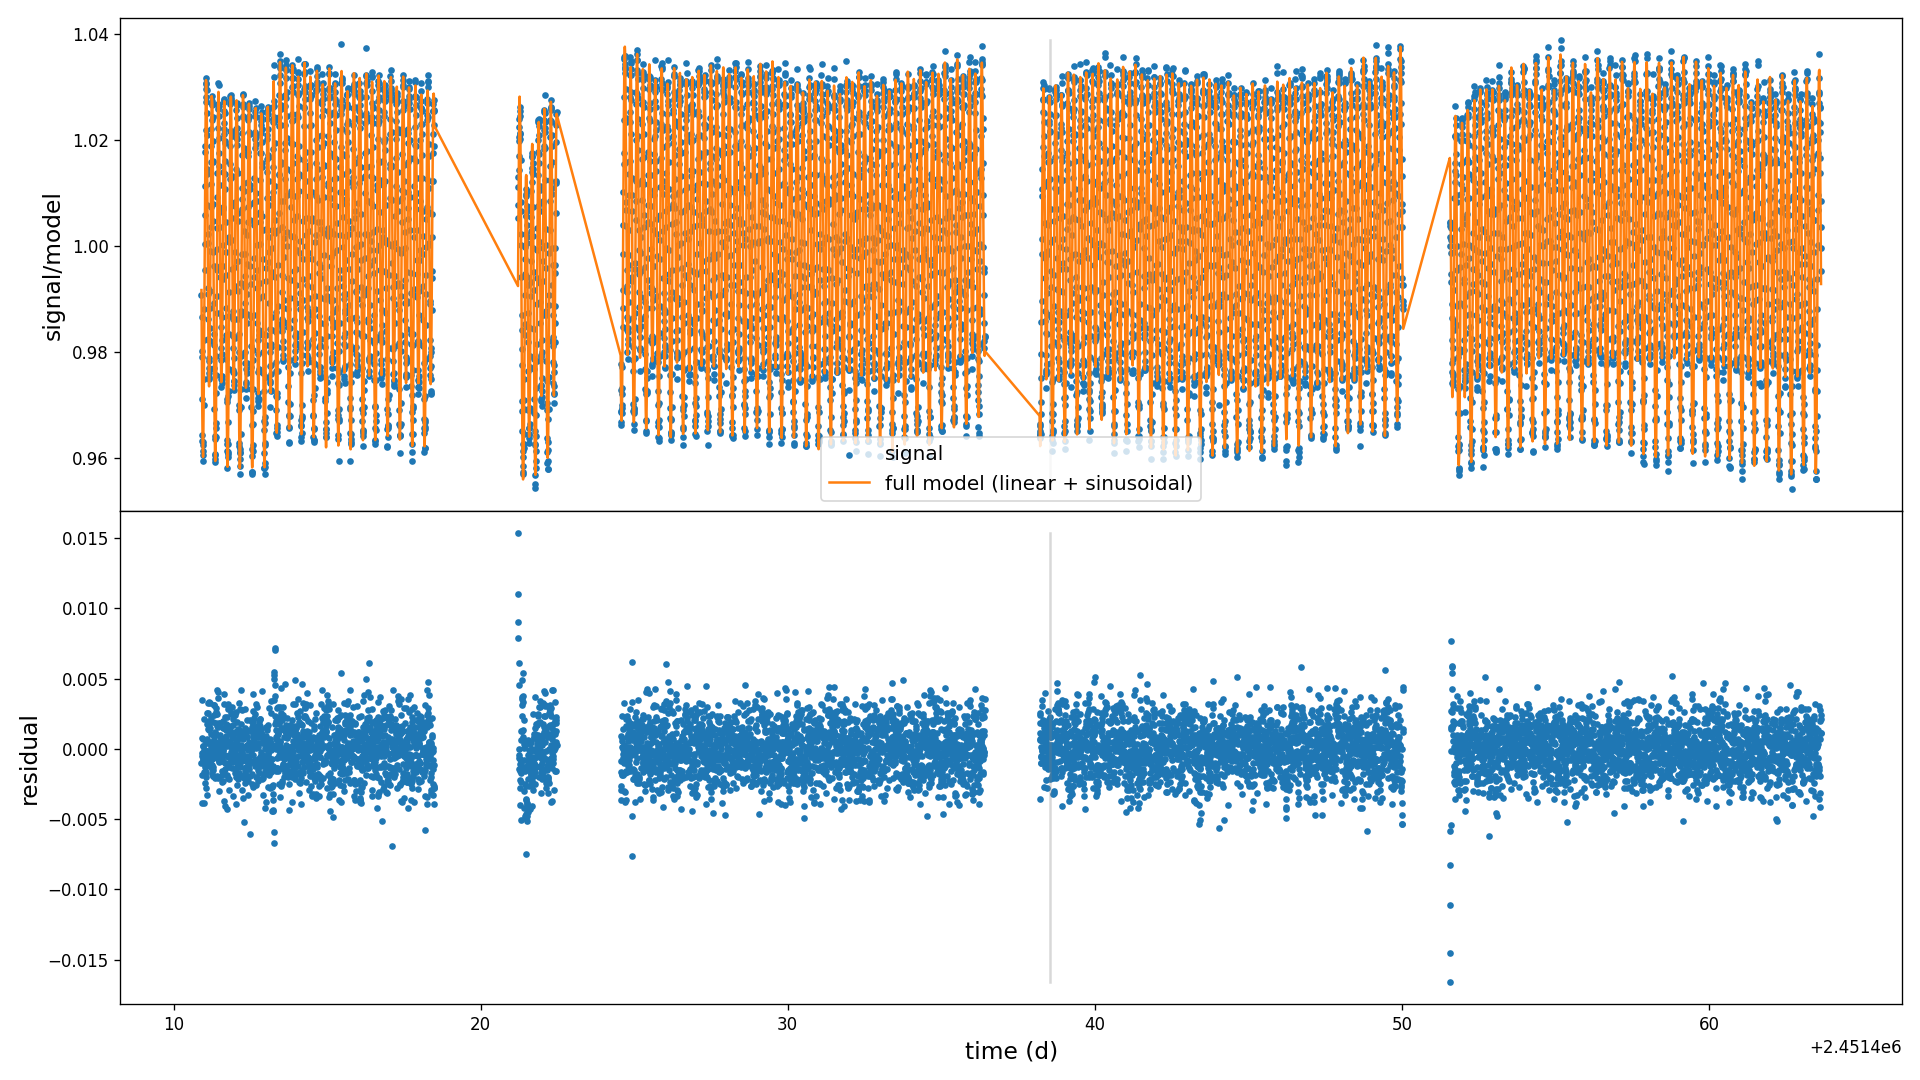 1.04
1.02
1.00
0.98
0.96
signal/model
signal
full model (linear + sinusoidal)
0.015
0.010
0.005
0.000
−0.005
−0.010
−0.015
residual
10 20 30 40 50 60
time (d)
+2.4514e6